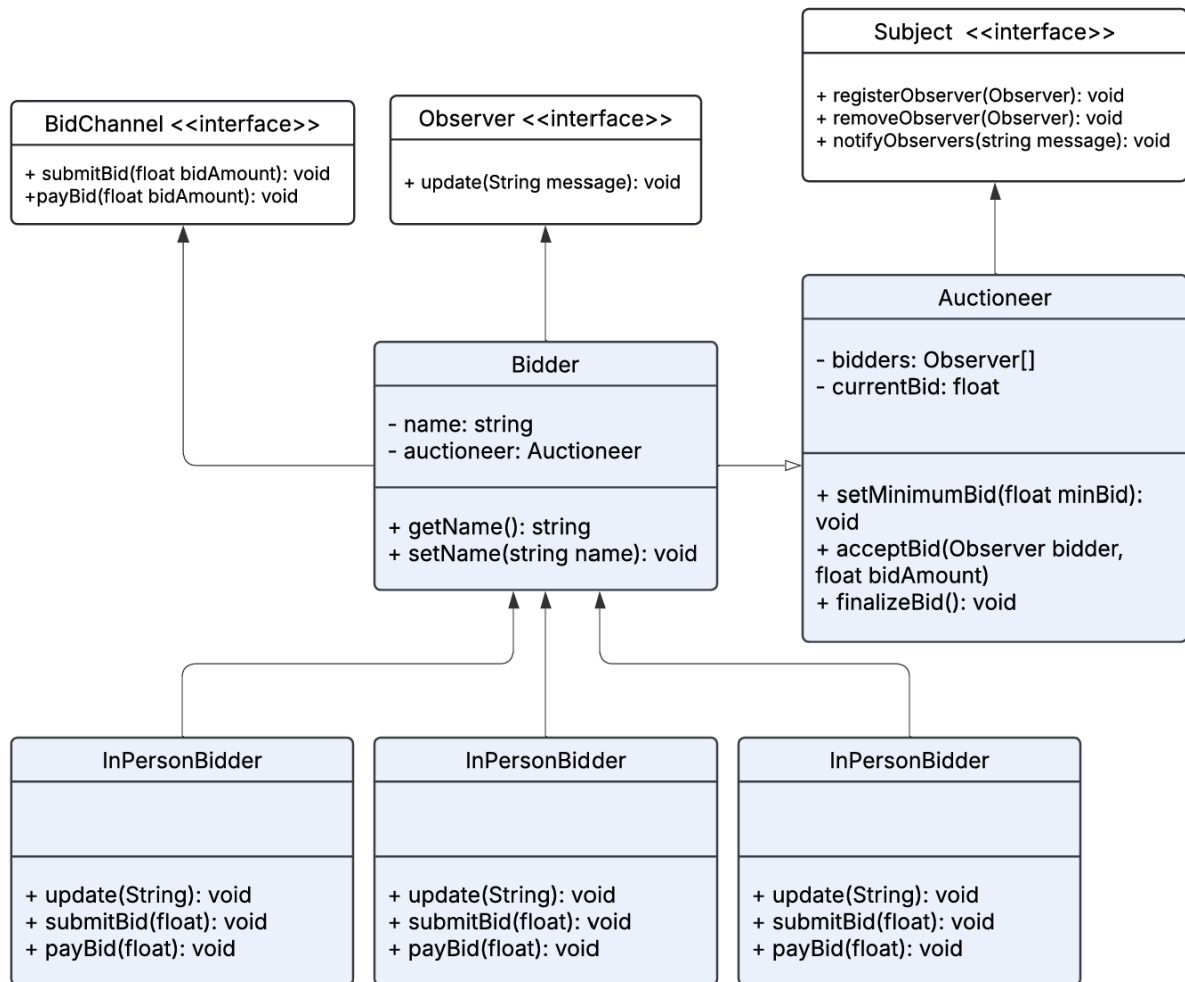 Subject  <<interface>>
+ registerObserver(Observer): void
+ removeObserver(Observer): void
+ notifyObservers(string message): void
BidChannel <<interface>>
+ submitBid(float bidAmount): void
+payBid(float bidAmount): void
Observer <<interface>>
+ update(String message): void
Auctioneer
- bidders: Observer[]
- currentBid: float
+ setMinimumBid(float minBid):
void
+ acceptBid(Observer bidder,
float bidAmount)
+ finalizeBid(): void
Bidder
- name: string
- auctioneer: Auctioneer
+ getName(): string
+ setName(string name): void
InPersonBidder
+ update(String): void
+ submitBid(float): void
+ payBid(float): void
InPersonBidder
+ update(String): void
+ submitBid(float): void
+ payBid(float): void
InPersonBidder
+ update(String): void
+ submitBid(float): void
+ payBid(float): void